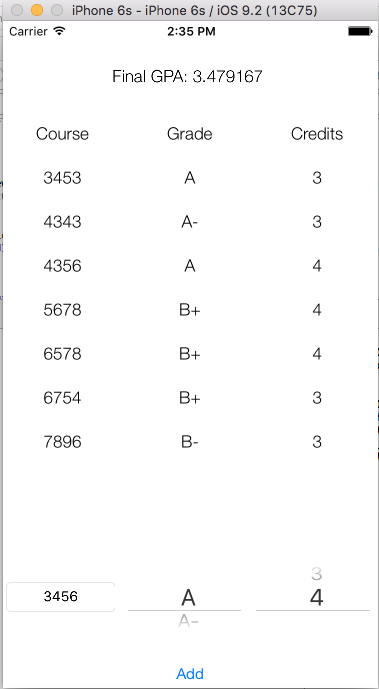 iPhone 6s - iPhone 6s / iOS 9.2 (13C75)
Carrier 2:35 PM
Final GPA: 3.479167
Course Grade Credits
3453 A 3
4343 A- 3
4356 A 4
5678 B+ 4
6578 B+ 4
6754 B+ 3
7896 B- 3
3
3456 A 4
A-
Add